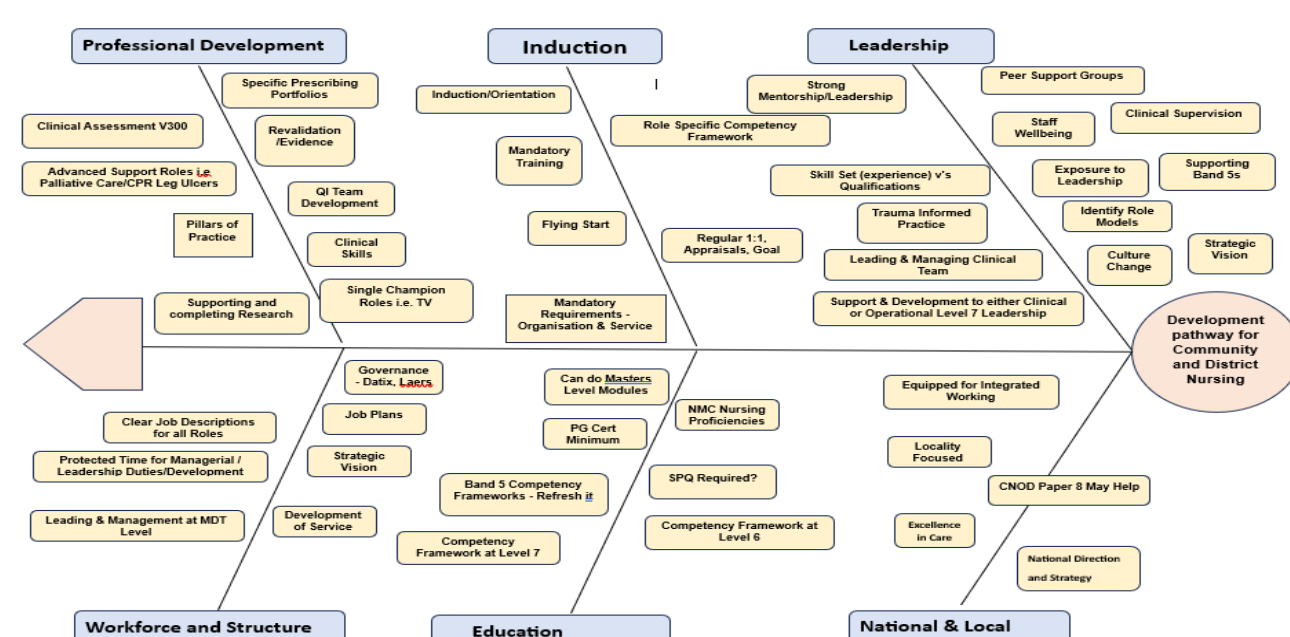 Professional Development
Induction
Leadership
Specific Prescribing
Portfolios
Clinical Assessment V300
Revalidation
/Evidence
Advanced Support Roles i.e
Palliative Care/CPR Leg Ulcers
QI Team
Development
Pillars of
Practice
Clinical
Skills
Single Champion
Roles i.e. TV
Supporting and
completing Research
Induction/Orientation
Mandatory
Training
Flying Start
Mandatory
Requirements -
Organisation & Service
Strong
Mentorship/Leadership
Role Specific Competency
Framework
Skill Set (experience) v's
Qualifications
Trauma Informed
Practice
Regular 1:1,
Appraisals, Goal
Leading & Managing Clinical
Team
Support & Development to either Clinical
or Operational Level 7 Leadership
Peer Support Groups
Clinical Supervision
Staff
Wellbeing
Exposure to
Leadership
Supporting
Band 5s
Identify Role
Models
Culture
Change
Strategic
Vision
Development
pathway for
Community
and District
Nursing
Governance
- Datix, Laers
Job Plans
Clear Job Descriptions
for all Roles
Protected Time for Managerial /
Leadership Duties/Development
Strategic
Vision
Leading & Management at MDT
Level
Development
of Service
Can do Masters
Level Modules
NMC Nursing
Proficiencies
PG Cert
Minimum
Band 5 Competency
Frameworks - Refresh it
SPQ Required?
Competency
Framework at Level 7
Competency Framework at
Level 6
Equipped for Integrated
Working
Locality
Focused
CNOD Paper 8 May Help
Excellence
in Care
National Direction
and Strategy
Workforce and Structure
Education
National & Local